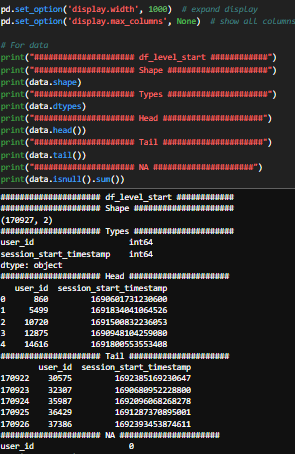 pd.set_option('display.width', 1000)  # expand display
pd.set_option('display.max_columns', None)  # show all columns
# For data
print("##################### df_level_start ############")
print("##################### Shape #####################")
print(data.shape)
print("##################### Types #####################")
print(data.dtypes)
print("##################### Head #####################")
print(data.head())
print("##################### Tail #####################")
print(data.tail())
print("##################### NA #####################")
print(data.isnull().sum())
##################### df_level_start ############
##################### Shape #####################
(170927, 2)
##################### Types #####################
user_id                    int64
session_start_timestamp    int64
dtype: object
##################### Head #####################
   user_id  session_start_timestamp
0      860         1690601731230600
1     5499         1691834041064526
2    10720         1691500832236053
3    12875         1690948104259080
4    14616         1691800553553408
##################### Tail #####################
        user_id  session_start_timestamp
170922    30575         1692385169230647
170923    32307         1690680952228800
170924    35987         1692096068268278
170925    36429         1691287370895001
170926    37386         1692393453874611
##################### NA #####################
user_id                    0